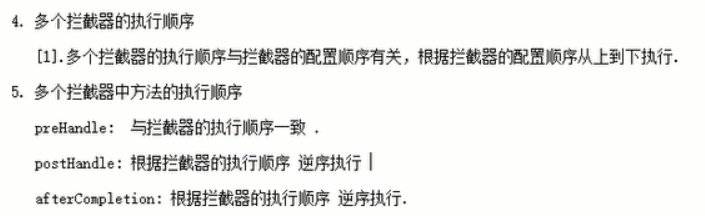 4. 多个拦截器的执行顺序
[1].多个拦截器的执行顺序与拦截器的配置顺序有关，根据拦截器的配置顺序从上到下执行.
5. 多个拦截器中方法的执行顺序
preHandle: 与拦截器的执行顺序一致 .
postHandle: 根据拦截器的执行顺序 逆序执行
afterCompletion: 根据拦截器的执行顺序 逆序执行.